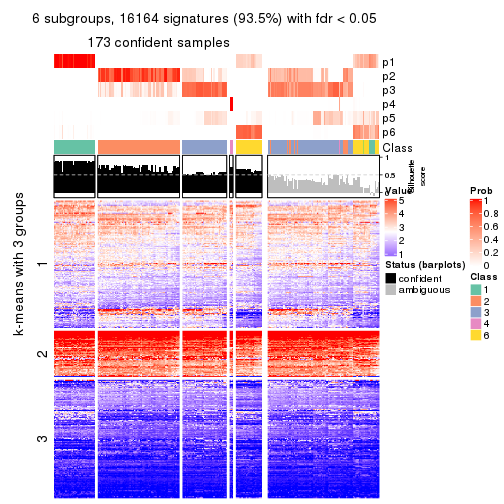 6 subgroups, 16164 signatures (93.5%) with fdr < 0.05
173 confident samples
p1
p2
p3
p4
p5
p6
Class
1
0.5
0
Silhouette
score
k-means with 3 groups
1
2
3
Value
5
4
3
2
1
Status (barplots)
confident
ambiguous
Prob
1
0.8
0.6
0.4
0.2
0
Class
1
2
3
4
6